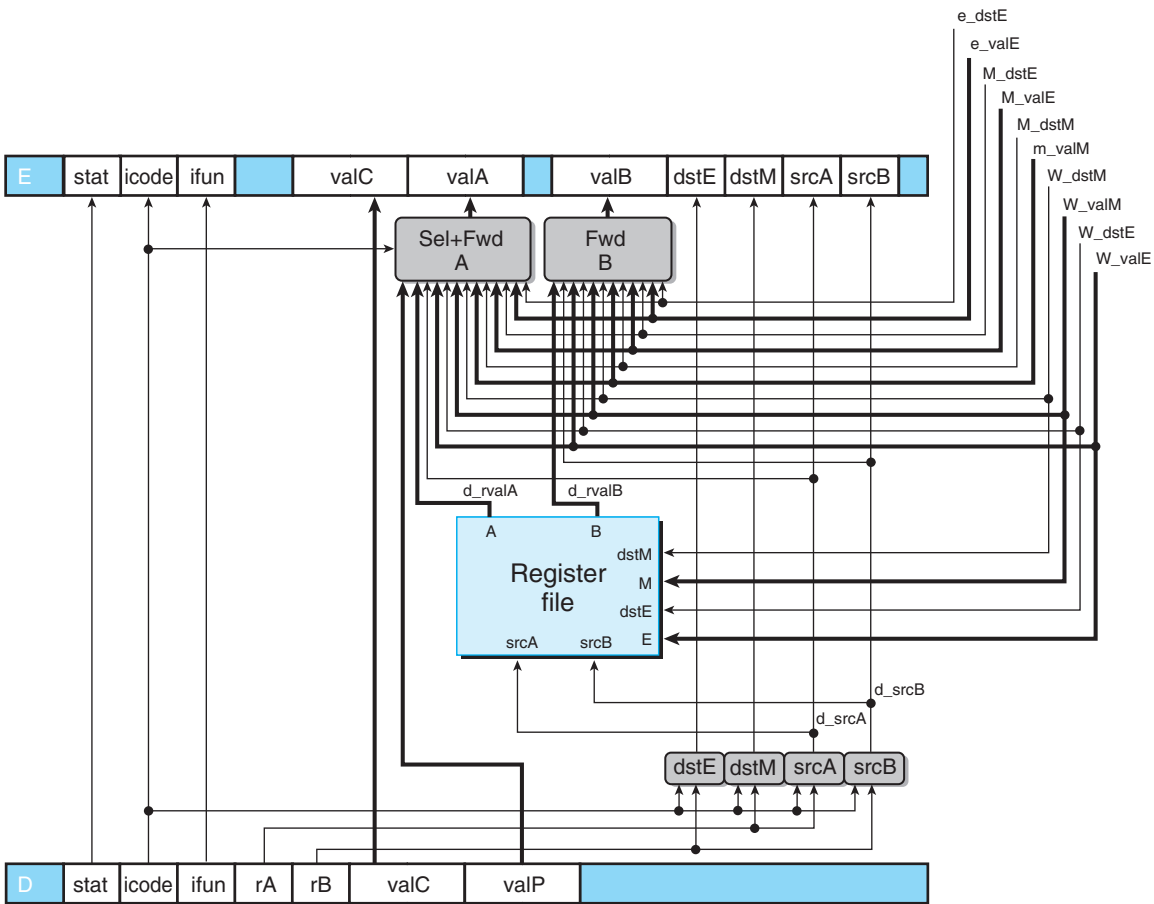 e_dstE
e_valE
M_dstE
M_valE
M_dstM
m_valM
W_dstM
W_valM
W_dstE
W_valE
E stat icode ifun valC valA valB dstE dstM srcA srcB
Sel+Fwd
A
Fwd
B
d_rvalA d_rvalB
A B
dstM
Register
file
M
dstE
srcA srcB E
d_srcB
d_srcA
dstE dstM srcA srcB
D stat icode ifun rA rB valC valP